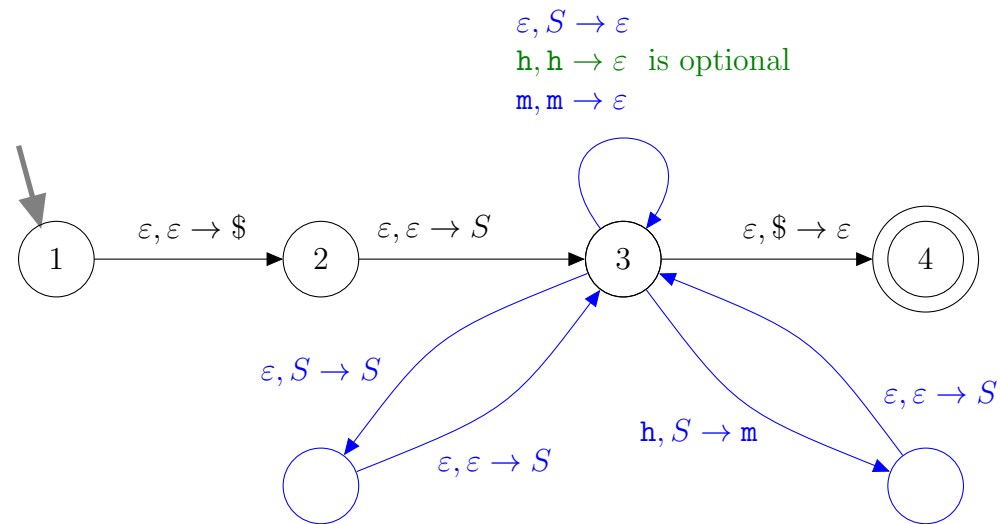 ε, S → ε
h, h → ε is optional
m, m → ε
ε, ε → $
ε, ε → S
ε, $ → ε
1
2
3
4
ε, S → S
ε, ε → S
h, S → m
ε, ε → S